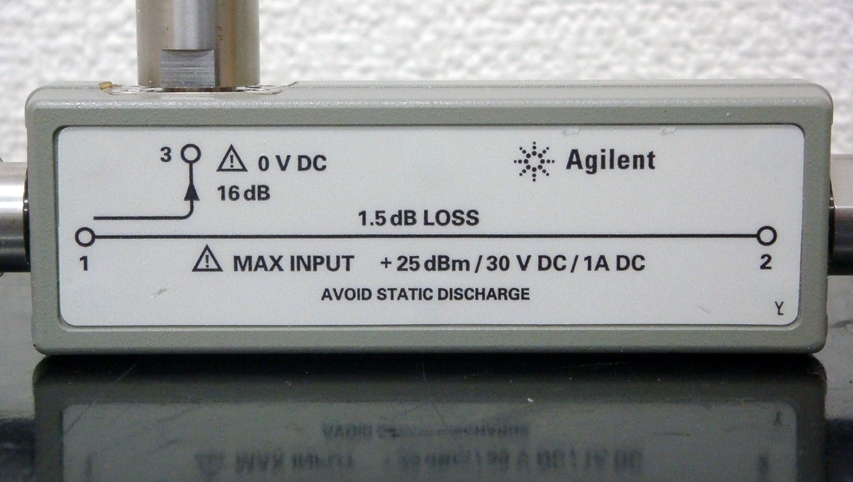 3 ⚠ 0 V DC
Agilent
16 dB
1.5 dB LOSS
1
2
⚠ MAX INPUT +25 dBm / 30 V DC / 1A DC
AVOID STATIC DISCHARGE
Y